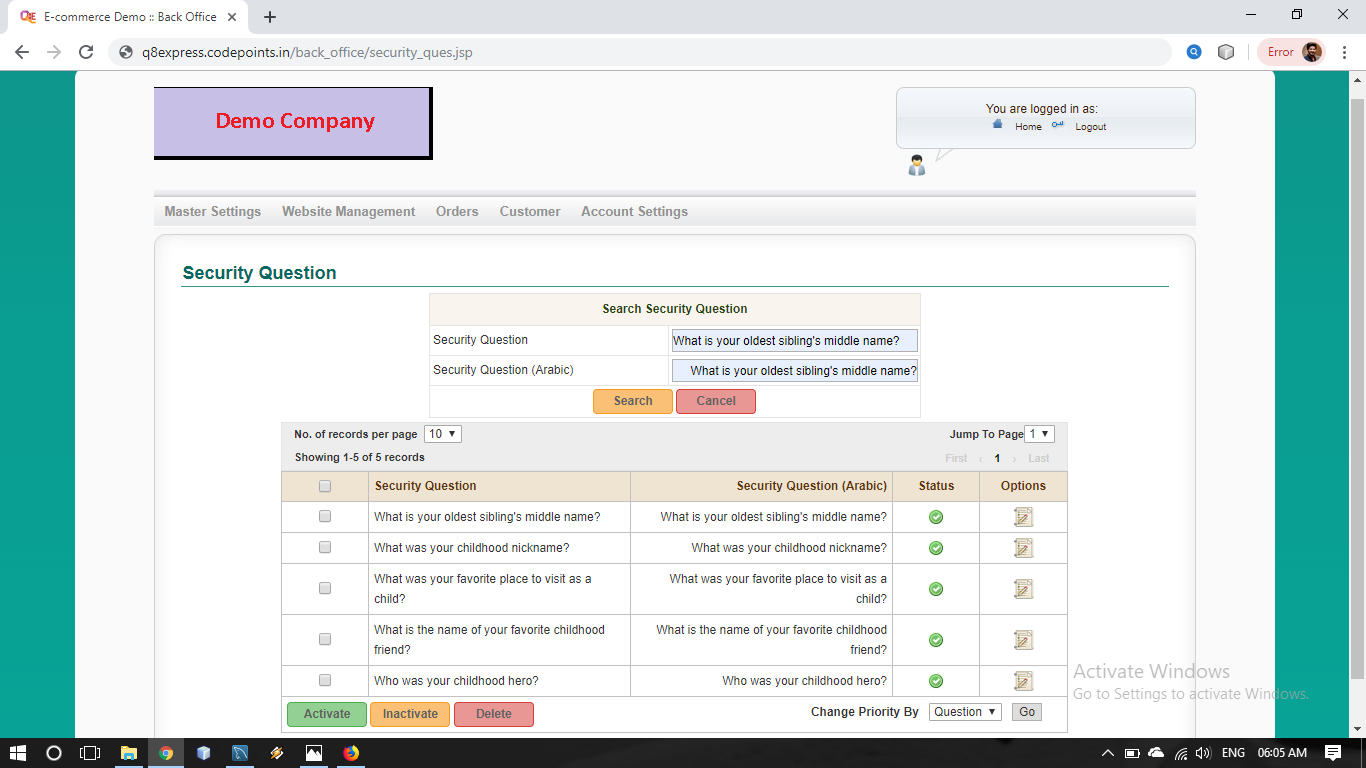 E-commerce Demo :: Back Office
q8express.codepoints.in/back_office/security_ques.jsp
Error
Demo Company
You are logged in as:
Home Logout
Master Settings Website Management Orders Customer Account Settings
Security Question
Search Security Question
Security Question What is your oldest sibling's middle name?
Security Question (Arabic) What is your oldest sibling's middle name?
Search Cancel
No. of records per page 10 Jump To Page 1
Showing 1-5 of 5 records First ‹ 1 › Last
Security Question Security Question (Arabic) Status Options
What is your oldest sibling's middle name? What is your oldest sibling's middle name?
What was your childhood nickname? What was your childhood nickname?
What was your favorite place to visit as a What was your favorite place to visit as a
child? child?
What is the name of your favorite childhood What is the name of your favorite childhood
friend? friend?
Who was your childhood hero? Who was your childhood hero?
Activate Windows
Go to Settings to activate Windows.
Activate Inactivate Delete Change Priority By Question Go
ENG 06:05 AM